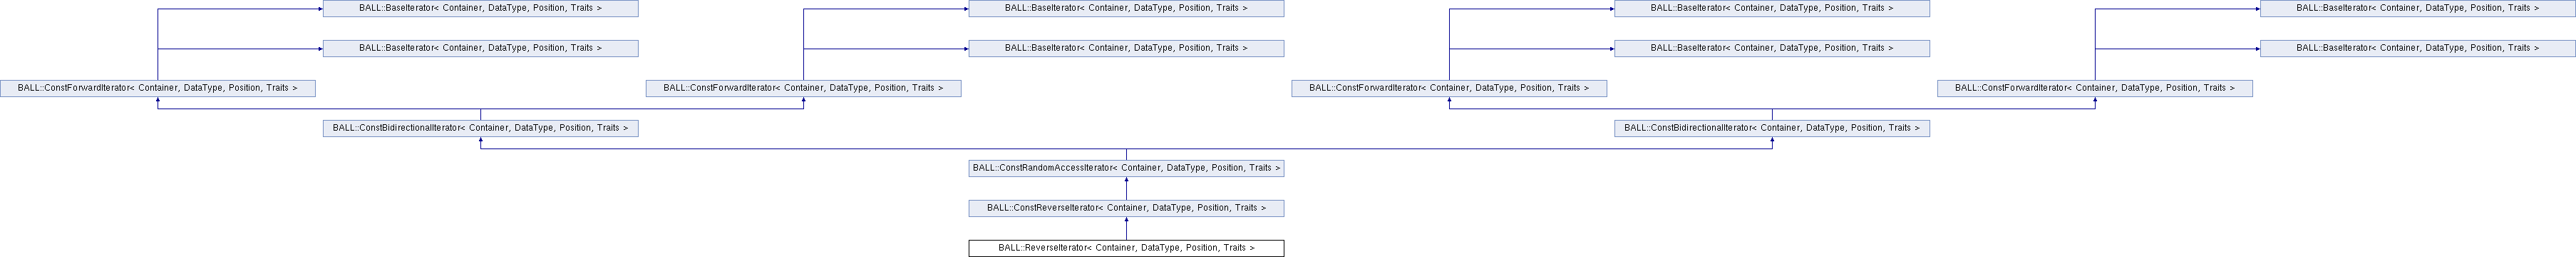 BALL::BaseIterator< Container, DataType, Position, Traits >
BALL::BaseIterator< Container, DataType, Position, Traits >
BALL::BaseIterator< Container, DataType, Position, Traits >
BALL::BaseIterator< Container, DataType, Position, Traits >
BALL::BaseIterator< Container, DataType, Position, Traits >
BALL::BaseIterator< Container, DataType, Position, Traits >
BALL::BaseIterator< Container, DataType, Position, Traits >
BALL::BaseIterator< Container, DataType, Position, Traits >
BALL::ConstForwardIterator< Container, DataType, Position, Traits >
BALL::ConstForwardIterator< Container, DataType, Position, Traits >
BALL::ConstForwardIterator< Container, DataType, Position, Traits >
BALL::ConstForwardIterator< Container, DataType, Position, Traits >
BALL::ConstBidirectionalIterator< Container, DataType, Position, Traits >
BALL::ConstBidirectionalIterator< Container, DataType, Position, Traits >
BALL::ConstRandomAccessIterator< Container, DataType, Position, Traits >
BALL::ConstReverseIterator< Container, DataType, Position, Traits >
BALL::ReverseIterator< Container, DataType, Position, Traits >